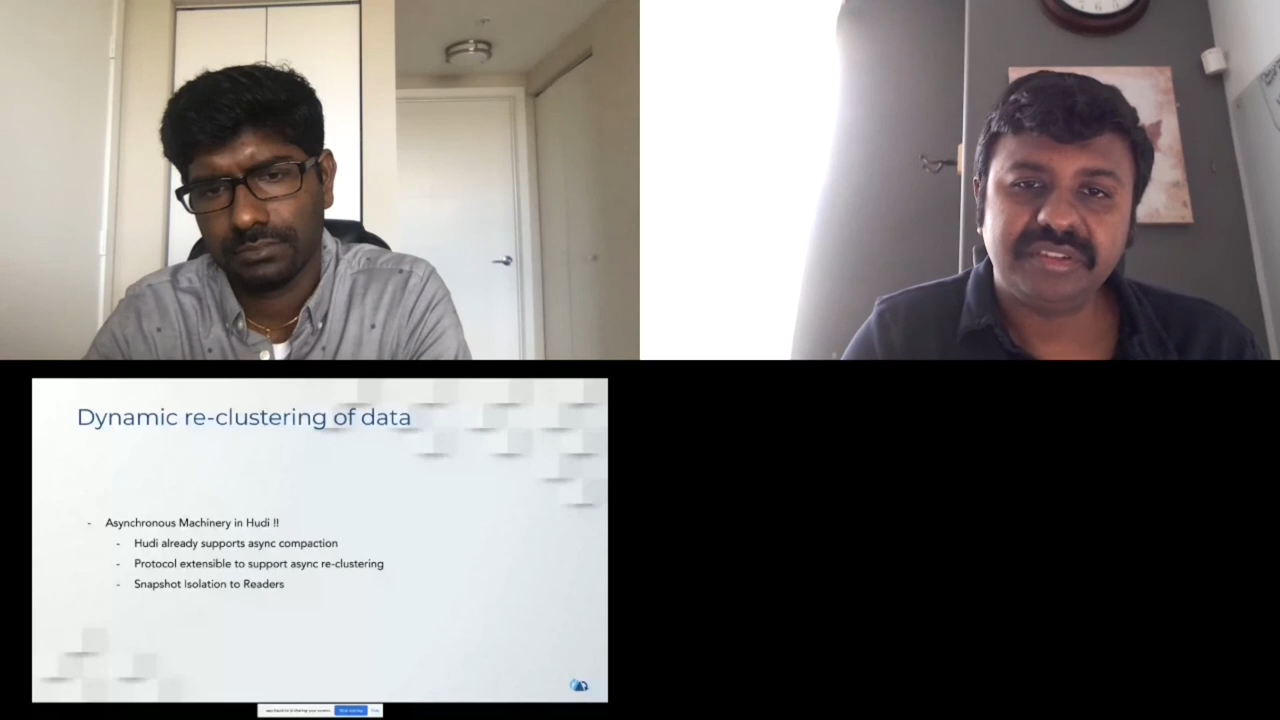 Dynamic re-clustering of data
- Asynchronous Machinery in Hudi !!
- Hudi already supports async compaction
- Protocol extensible to support async re-clustering
- Snapshot Isolation to Readers